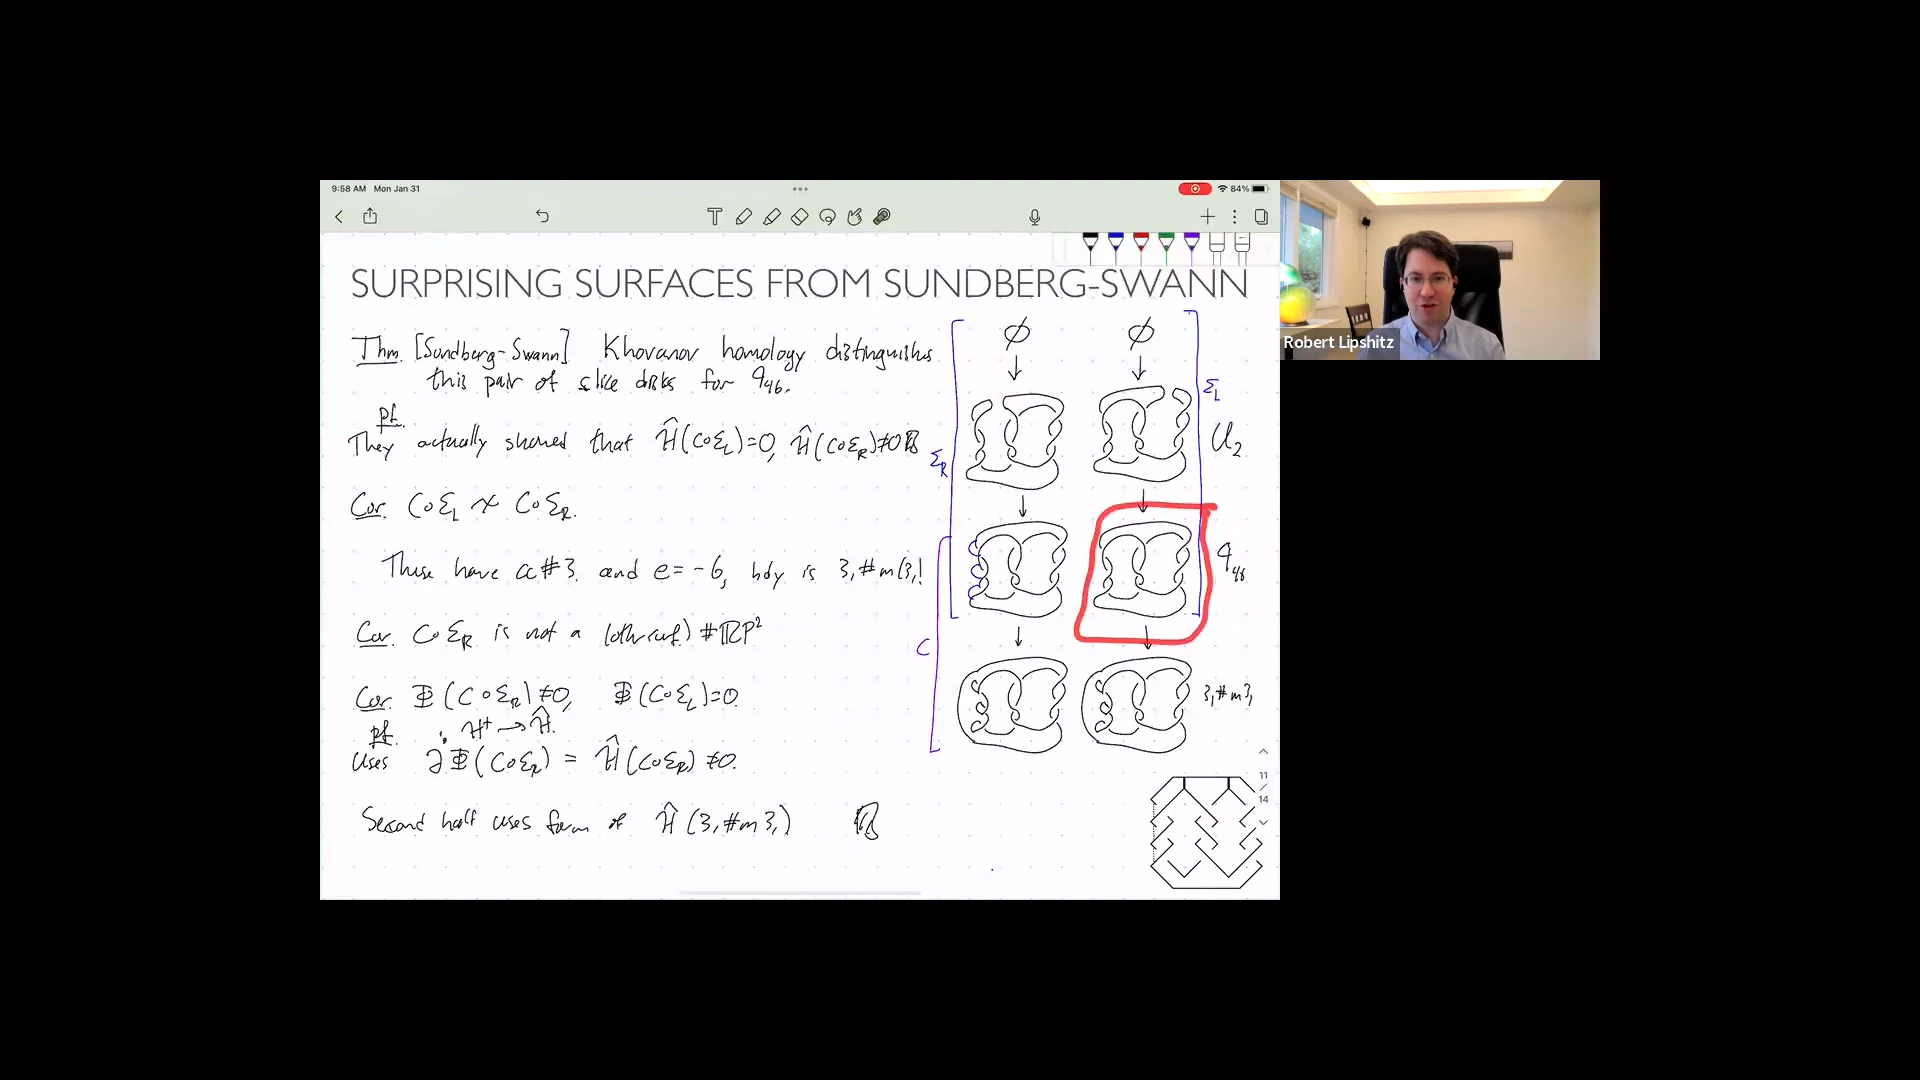 9:58 AM Mon Jan 31
84%
SURPRISING SURFACES FROM SUNDBERG-SWANN
Thm. [Sundberg-Swann] Khovanov homology distinguishes
this pair of slice disks for 9₄₆.
pf.
They actually showed that Ĥ(C∘Σ_L)=0, Ĥ(C∘Σ_R)≠0
Cor. C∘Σ_L ≁ C∘Σ_R.
These have cc#3. and e=-6, bdy is 3₁#m(3₁!
Cor. C∘Σ_R is not a (oth surf.) #ℝP²
Cor. Φ(C∘Σ_R)≠0, Φ(C∘Σ_L)=0.
pf. : H⁺→Ĥ.
Uses ∂Φ(C∘Σ_R) = Ĥ(C∘Σ_R) ≠0.
Second half uses form of Ĥ(3₁#m3₁)
∅ ∅
Σ_L
U₂
Σ_R
9₄₆
C
3₁#m3₁
11
/
14
Robert Lipshitz